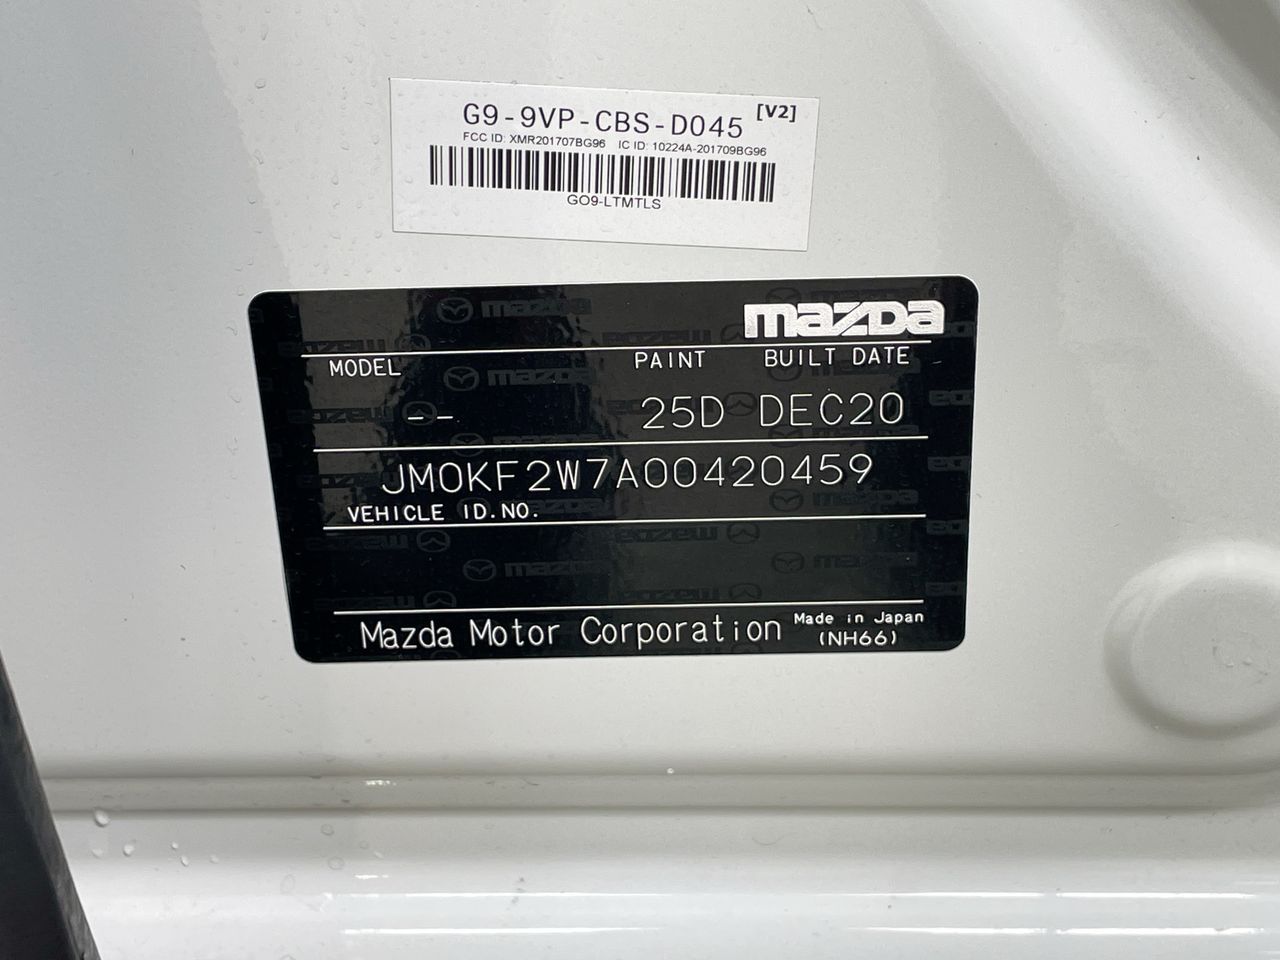 G9-9VP-CBS-D045 [V2]
FCC ID: XMR201707BG96 IC ID: 10224A-201709BG96
GO9-LTMTLS
mazda
MODEL PAINT BUILT DATE
-- 25D DEC20
JM0KF2W7A00420459
VEHICLE ID.NO.
Mazda Motor Corporation Made in Japan
(NH66)